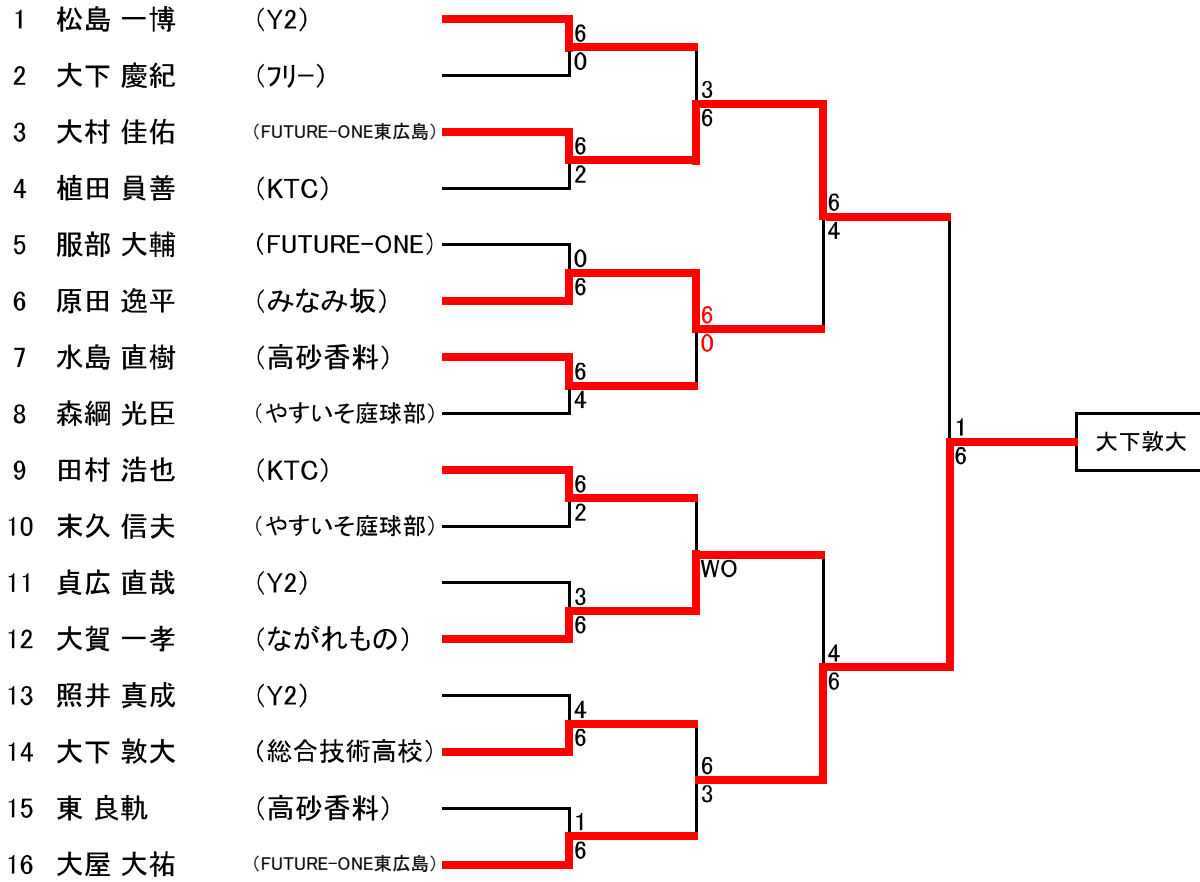 1 松島 一博 (Y2)
6
0
2 大下 慶紀 (フリー)
3
6
3 大村 佳佑 (FUTURE-ONE東広島)
6
2
4 植田 員善 (KTC)
6
4
5 服部 大輔 (FUTURE-ONE)
0
6
6 原田 逸平 (みなみ坂)
6
0
7 水島 直樹 (高砂香料)
6
4
8 森綱 光臣 (やすいそ庭球部)
1
6
大下敦大
9 田村 浩也 (KTC)
6
2
10 末久 信夫 (やすいそ庭球部)
WO
11 貞広 直哉 (Y2)
3
6
12 大賀 一孝 (ながれもの)
4
6
13 照井 真成 (Y2)
4
6
14 大下 敦大 (総合技術高校)
6
3
15 東 良軌 (高砂香料)
1
6
16 大屋 大祐 (FUTURE-ONE東広島)